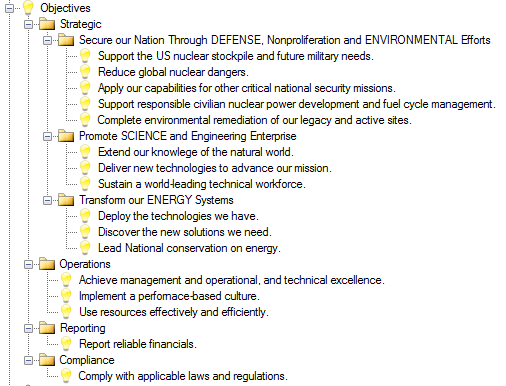 Objectives
Strategic
Secure our Nation Through DEFENSE, Nonproliferation and ENVIRONMENTAL Efforts
Support the US nuclear stockpile and future military needs.
Reduce global nuclear dangers.
Apply our capabilities for other critical national security missions.
Support responsible civilian nuclear power development and fuel cycle management.
Complete environmental remediation of our legacy and active sites.
Promote SCIENCE and Engineering Enterprise
Extend our knowlege of the natural world.
Deliver new technologies to advance our mission.
Sustain a world-leading technical workforce.
Transform our ENERGY Systems
Deploy the technologies we have.
Discover the new solutions we need.
Lead National conservation on energy.
Operations
Achieve management and operational, and technical excellence.
Implement a perfomace-based culture.
Use resources effectively and efficiently.
Reporting
Report reliable financials.
Compliance
Comply with applicable laws and regulations.